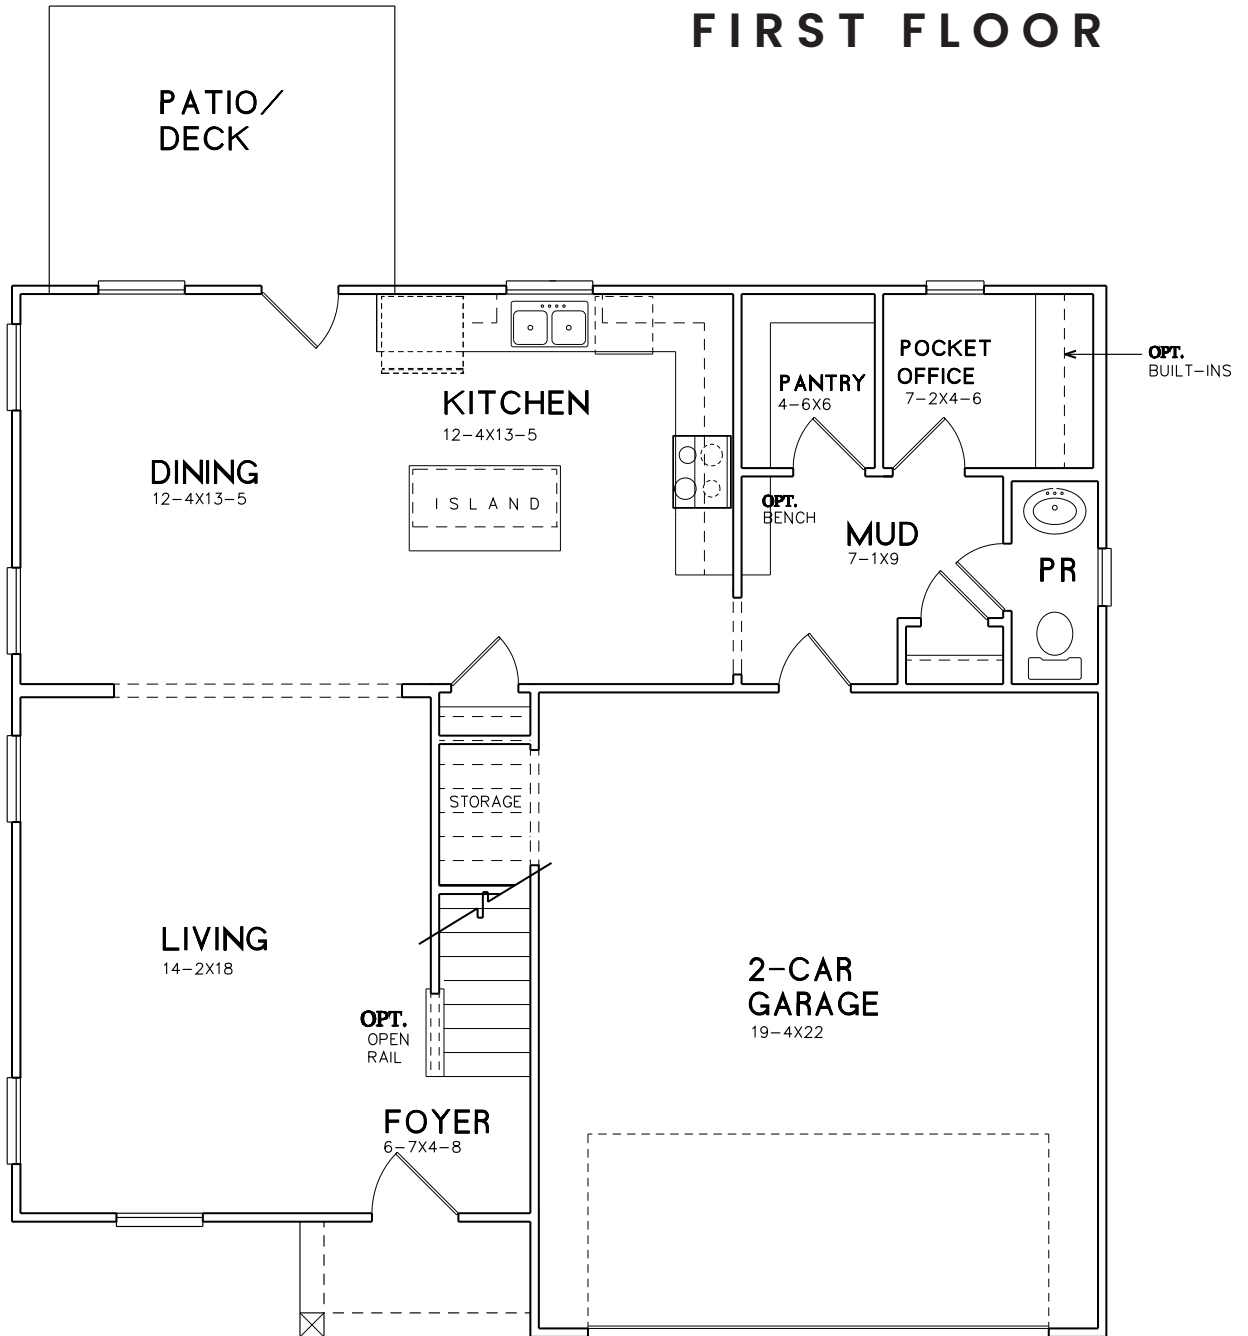 FIRST FLOOR
PATIO/
DECK
POCKET
OFFICE
7-2X4-6
OPT.
BUILT-INS
PANTRY
4-6X6
KITCHEN
12-4X13-5
DINING
12-4X13-5
ISLAND
OPT.
BENCH
MUD
7-1X9
PR
STORAGE
LIVING
14-2X18
2-CAR
GARAGE
19-4X22
OPT.
OPEN
RAIL
FOYER
6-7X4-8